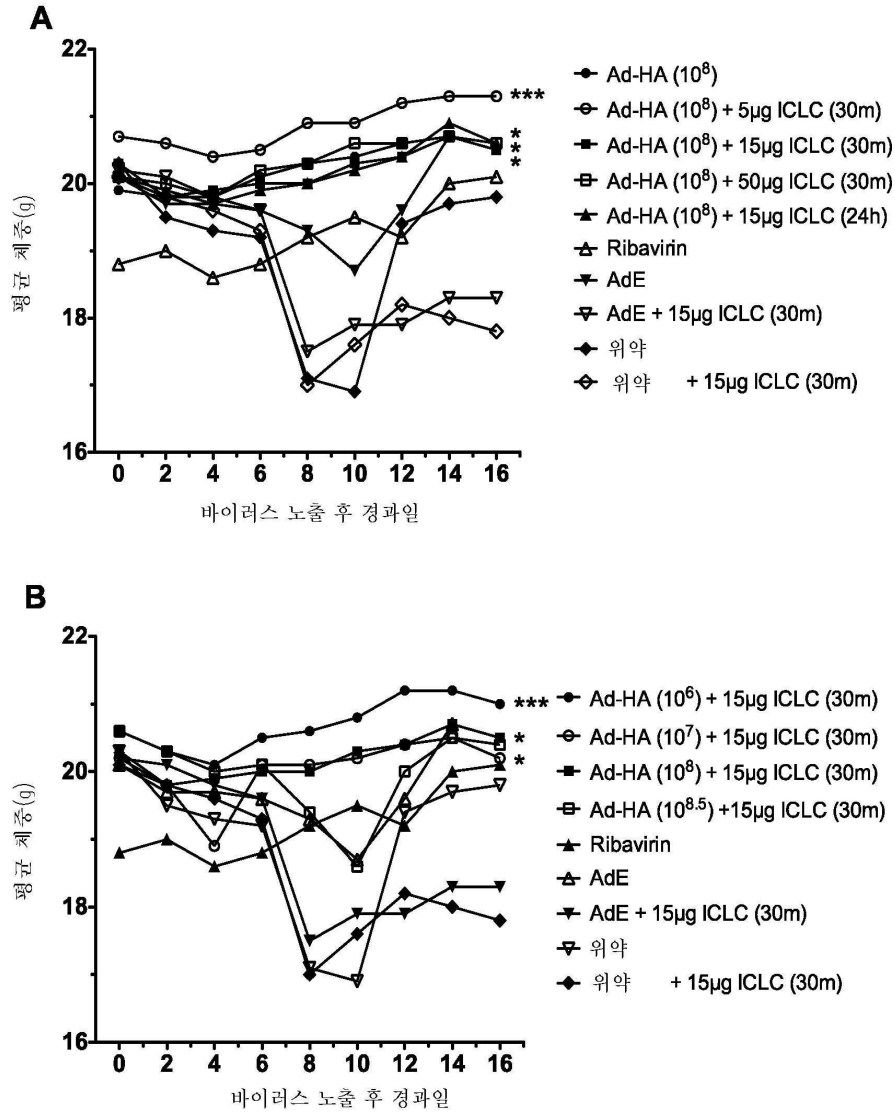 A
22
20
18
16
평균 체중(g)
0 2 4 6 8 10 12 14 16
바이러스 노출 후 경과일
***
*
*
*
Ad-HA (10⁸)
Ad-HA (10⁸) + 5µg ICLC (30m)
Ad-HA (10⁸) + 15µg ICLC (30m)
Ad-HA (10⁸) + 50µg ICLC (30m)
Ad-HA (10⁸) + 15µg ICLC (24h)
Ribavirin
AdE
AdE + 15µg ICLC (30m)
위약
위약 + 15µg ICLC (30m)
B
22
20
18
16
평균 체중(g)
0 2 4 6 8 10 12 14 16
바이러스 노출 후 경과일
***
*
*
Ad-HA (10⁶) + 15µg ICLC (30m)
Ad-HA (10⁷) + 15µg ICLC (30m)
Ad-HA (10⁸) + 15µg ICLC (30m)
Ad-HA (10⁸·⁵) +15µg ICLC (30m)
Ribavirin
AdE
AdE + 15µg ICLC (30m)
위약
위약 + 15µg ICLC (30m)